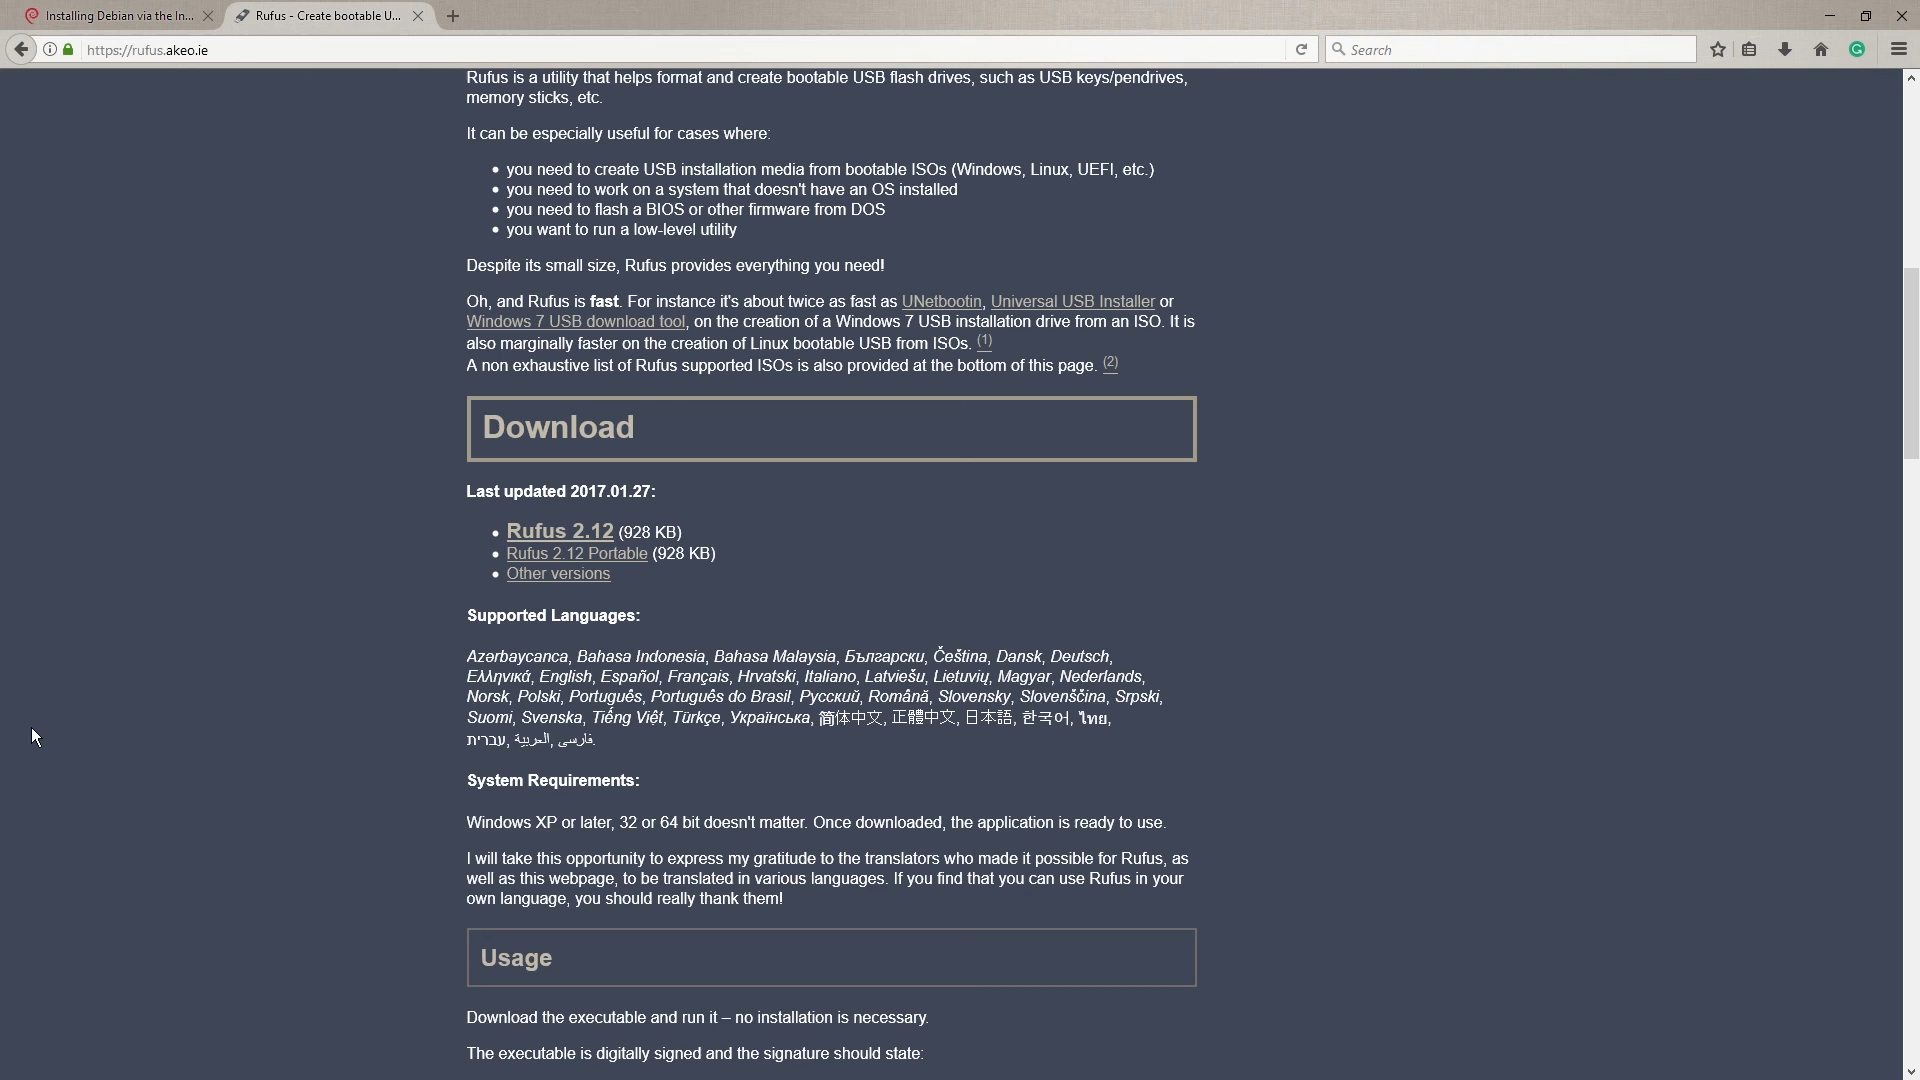 Installing Debian via the In...
Rufus - Create bootable U...
https://rufus.akeo.ie
Search
Rufus is a utility that helps format and create bootable USB flash drives, such as USB keys/pendrives,
memory sticks, etc.
It can be especially useful for cases where:
• you need to create USB installation media from bootable ISOs (Windows, Linux, UEFI, etc.)
• you need to work on a system that doesn't have an OS installed
• you need to flash a BIOS or other firmware from DOS
• you want to run a low-level utility
Despite its small size, Rufus provides everything you need!
Oh, and Rufus is fast. For instance it's about twice as fast as UNetbootin, Universal USB Installer or
Windows 7 USB download tool, on the creation of a Windows 7 USB installation drive from an ISO. It is
also marginally faster on the creation of Linux bootable USB from ISOs. (1)
A non exhaustive list of Rufus supported ISOs is also provided at the bottom of this page. (2)
Download
Last updated 2017.01.27:
• Rufus 2.12 (928 KB)
• Rufus 2.12 Portable (928 KB)
• Other versions
Supported Languages:
Azərbaycanca, Bahasa Indonesia, Bahasa Malaysia, Български, Čeština, Dansk, Deutsch,
Ελληνικά, English, Español, Français, Hrvatski, Italiano, Latviešu, Lietuvių, Magyar, Nederlands,
Norsk, Polski, Português, Português do Brasil, Русский, Română, Slovensky, Slovenščina, Srpski,
Suomi, Svenska, Tiếng Việt, Türkçe, Українська, 简体中文, 正體中文, 日本語, 한국어, ไทย,
עברית, العربية, فارسی.
System Requirements:
Windows XP or later, 32 or 64 bit doesn't matter. Once downloaded, the application is ready to use.
I will take this opportunity to express my gratitude to the translators who made it possible for Rufus, as
well as this webpage, to be translated in various languages. If you find that you can use Rufus in your
own language, you should really thank them!
Usage
Download the executable and run it – no installation is necessary.
The executable is digitally signed and the signature should state: